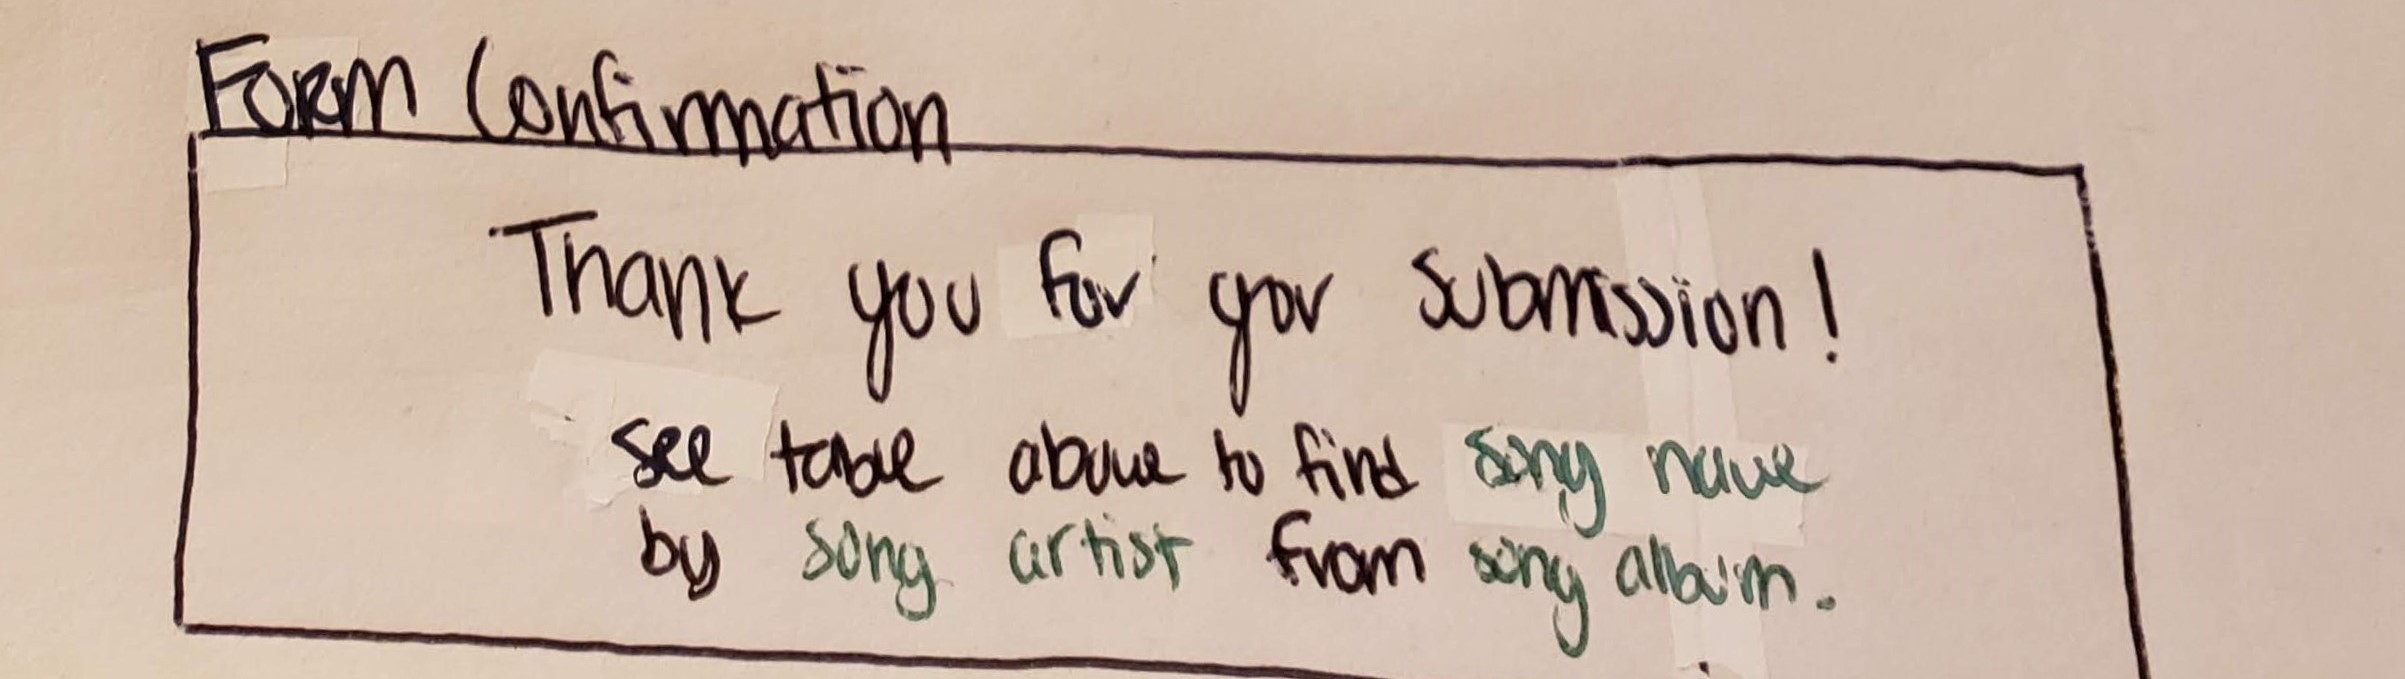 Form Confirmation
Thank you for your submission!
see table above to find song name
by song artist from song album.